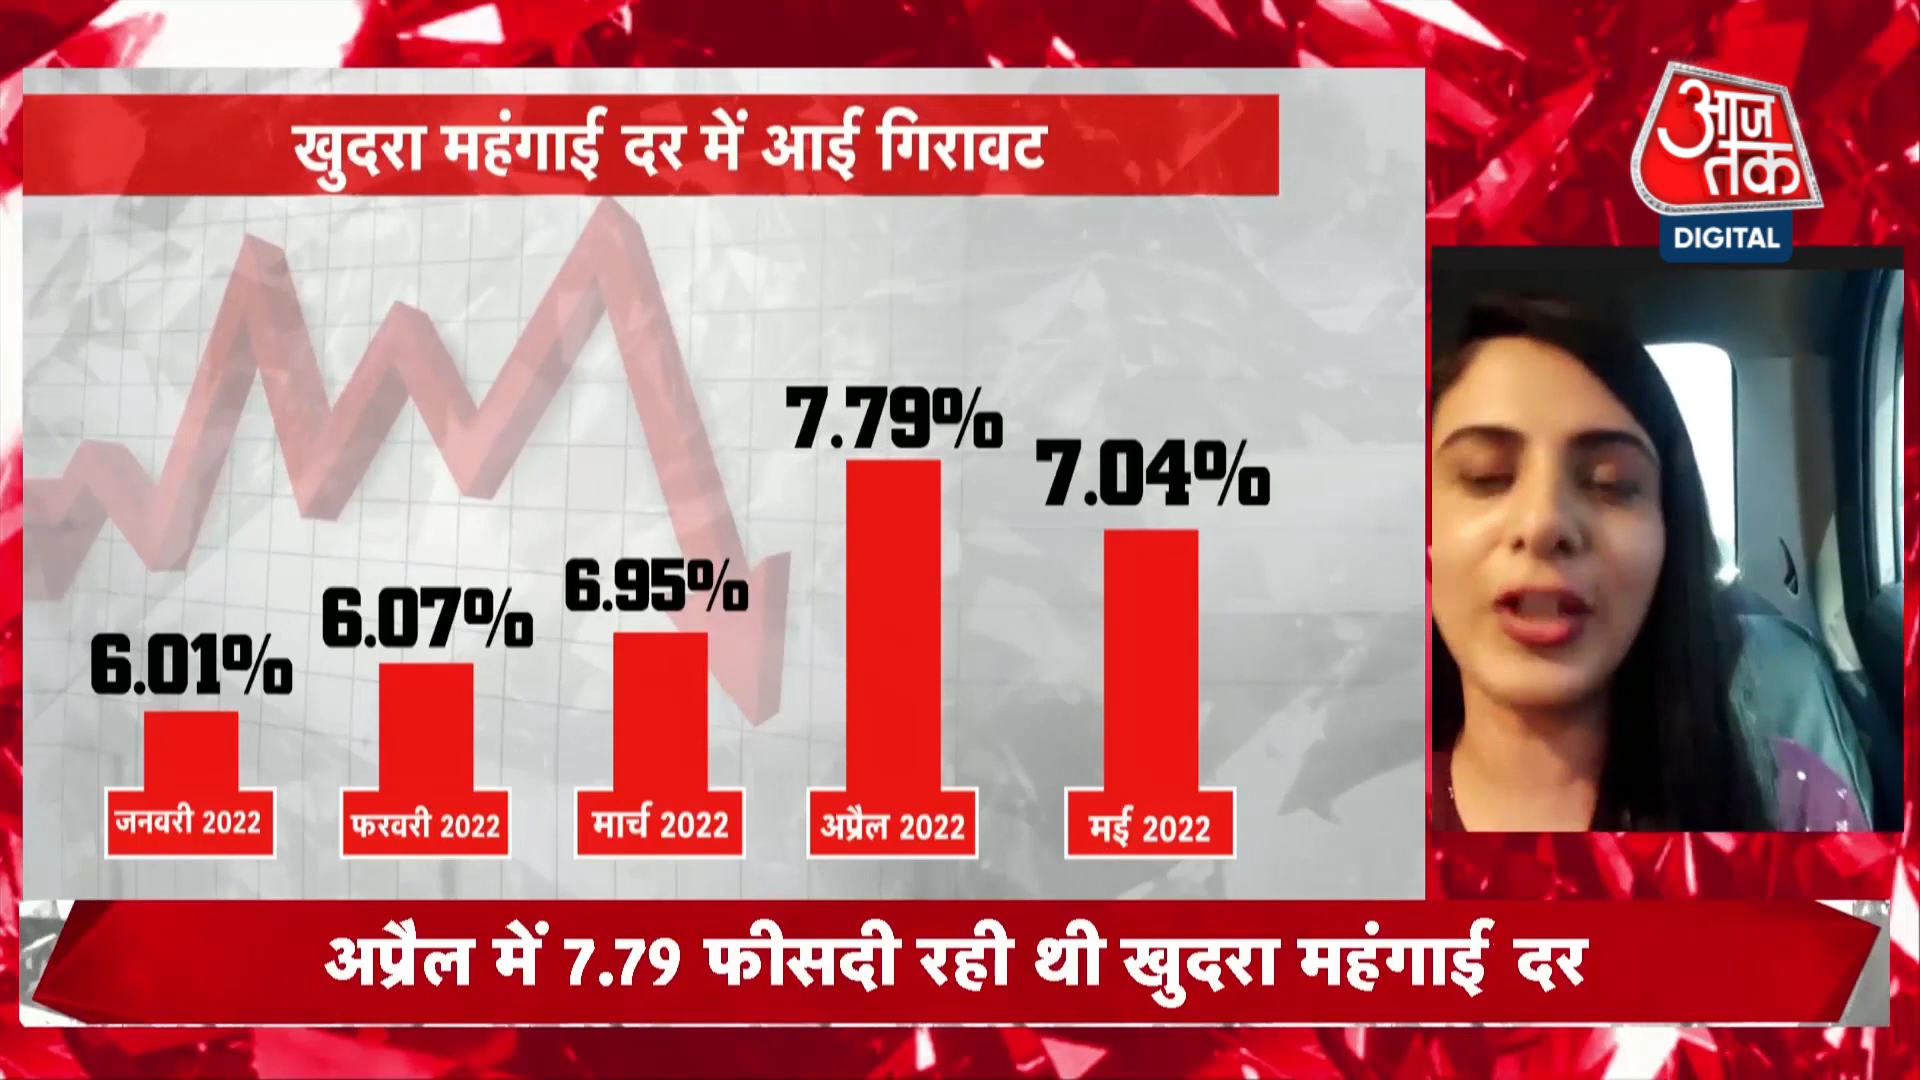 खुदरा महंगाई दर में आई गिरावट
आज
तक
DIGITAL
6.01%
6.07%
6.95%
7.79%
7.04%
जनवरी 2022
फरवरी 2022
मार्च 2022
अप्रैल 2022
मई 2022
अप्रैल में 7.79 फीसदी रही थी खुदरा महंगाई दर